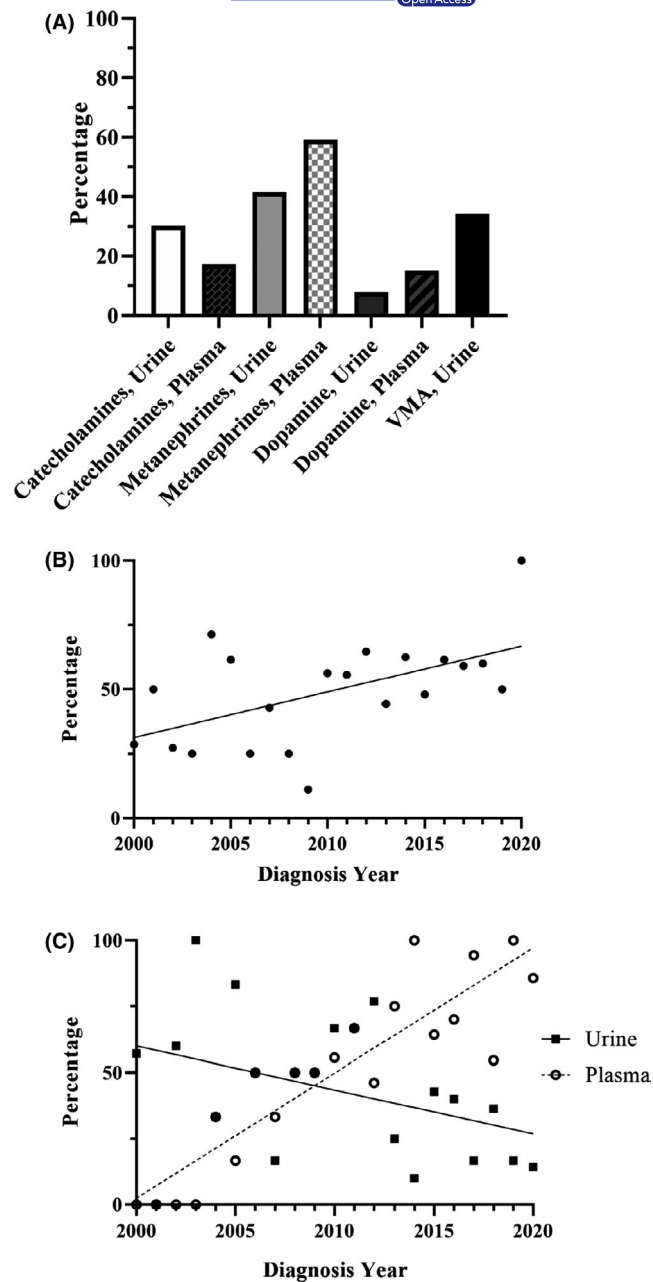 Open Access
(A)
100
80
60
40
20
0
Percentage
Catecholamines, Urine
Catecholamines, Plasma
Metanephrines, Urine
Metanephrines, Plasma
Dopamine, Urine
Dopamine, Plasma
VMA, Urine
(B)
100
50
0
Percentage
2000 2005 2010 2015 2020
Diagnosis Year
(C)
100
50
0
Percentage
Urine
Plasma
2000 2005 2010 2015 2020
Diagnosis Year